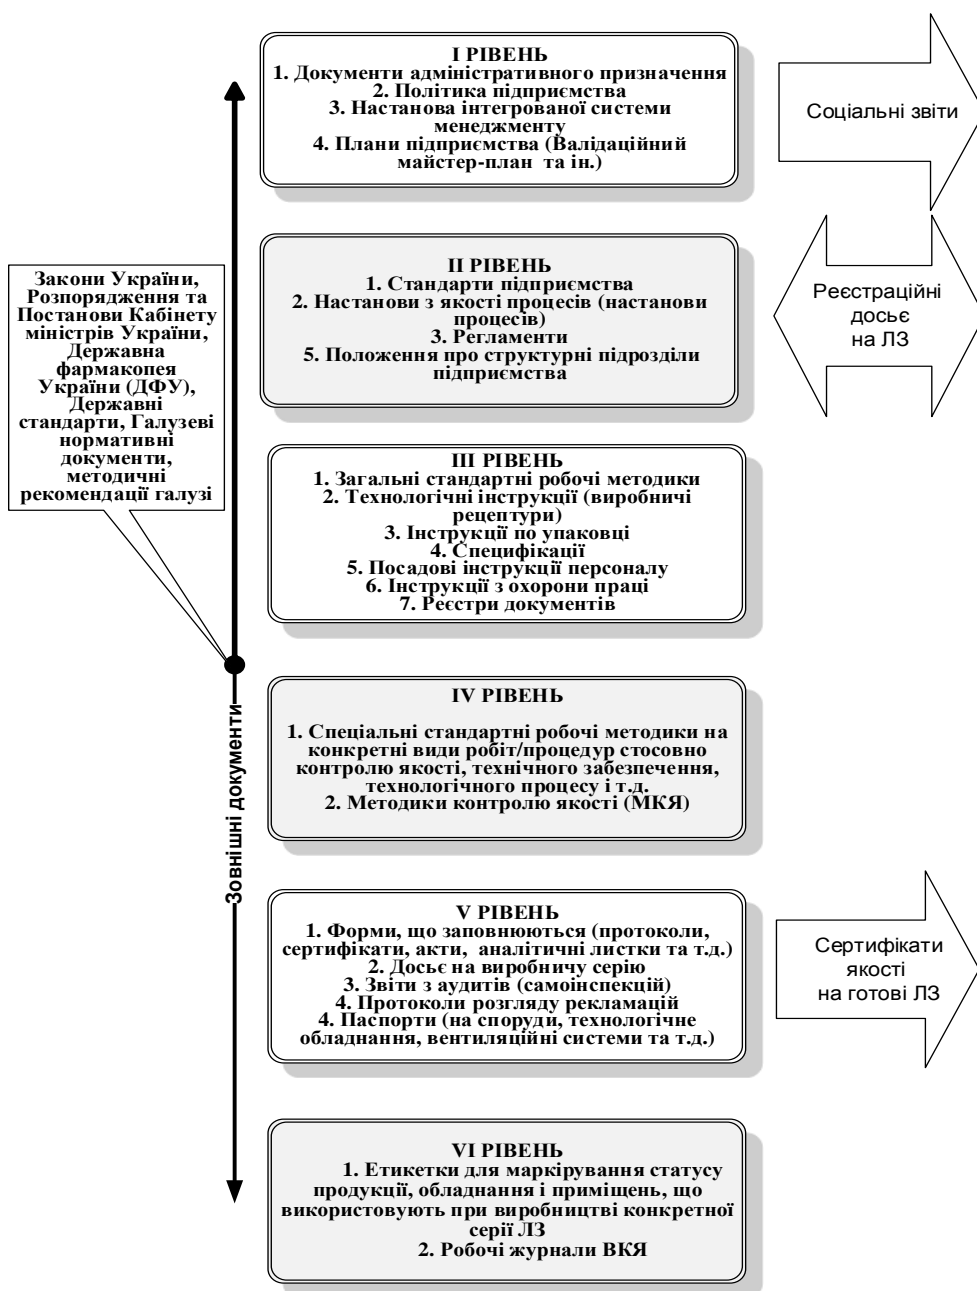 I РІВЕНЬ
1. Документи адміністративного призначення
2. Політика підприємства
3. Настанова інтегрованої системи
менеджменту
4. Плани підприємства (Валідаційний
майстер-план та ін.)
Соціальні звіти
Закони України,
Розпорядження та
Постанови Кабінету
міністрів України,
Державна
фармакопея
України (ДФУ),
Державні
стандарти, Галузеві
нормативні
документи,
методичні
рекомендації галузі
II РІВЕНЬ
1. Стандарти підприємства
2. Настанови з якості процесів (настанови
процесів)
3. Регламенти
5. Положення про структурні підрозділи
підприємства
Реєстраційні
досьє
на ЛЗ
III РІВЕНЬ
1. Загальні стандартні робочі методики
2. Технологічні інструкції (виробничі
рецептури)
3. Інструкції по упаковці
4. Специфікації
5. Посадові інструкції персоналу
6. Інструкції з охорони праці
7. Реєстри документів
Зовнішні документи
IV РІВЕНЬ
1. Спеціальні стандартні робочі методики на
конкретні види робіт/процедур стосовно
контролю якості, технічного забезпечення,
технологічного процесу і т.д.
2. Методики контролю якості (МКЯ)
V РІВЕНЬ
1. Форми, що заповнюються (протоколи,
сертифікати, акти, аналітичні листки та т.д.)
2. Досьє на виробничу серію
3. Звіти з аудитів (самоінспекцій)
4. Протоколи розгляду рекламацій
4. Паспорти (на споруди, технологічне
обладнання, вентиляційні системи та т.д.)
Сертифікати
якості
на готові ЛЗ
VI РІВЕНЬ
1. Етикетки для маркірування статусу
продукції, обладнання і приміщень, що
використовують при виробництві конкретної
серії ЛЗ
2. Робочі журнали ВКЯ